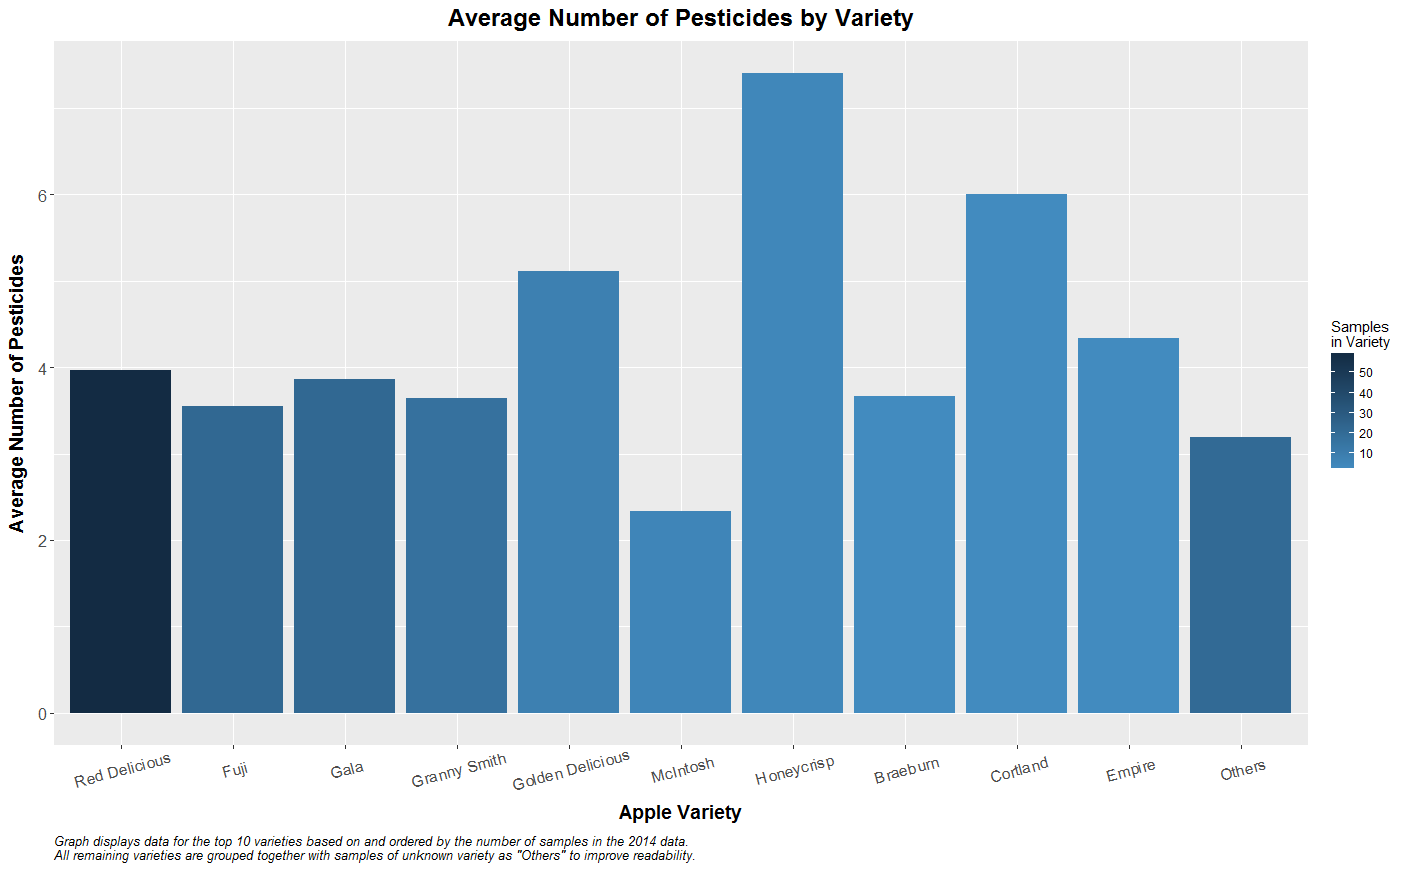 Average Number of Pesticides by Variety
Average Number of Pesticides
6
4
2
0
Samples
in Variety
50
40
30
20
10
Red Delicious
Fuji
Gala
Granny Smith
Golden Delicious
McIntosh
Honeycrisp
Braeburn
Cortland
Empire
Others
Apple Variety
Graph displays data for the top 10 varieties based on and ordered by the number of samples in the 2014 data.
All remaining varieties are grouped together with samples of unknown variety as "Others" to improve readability.